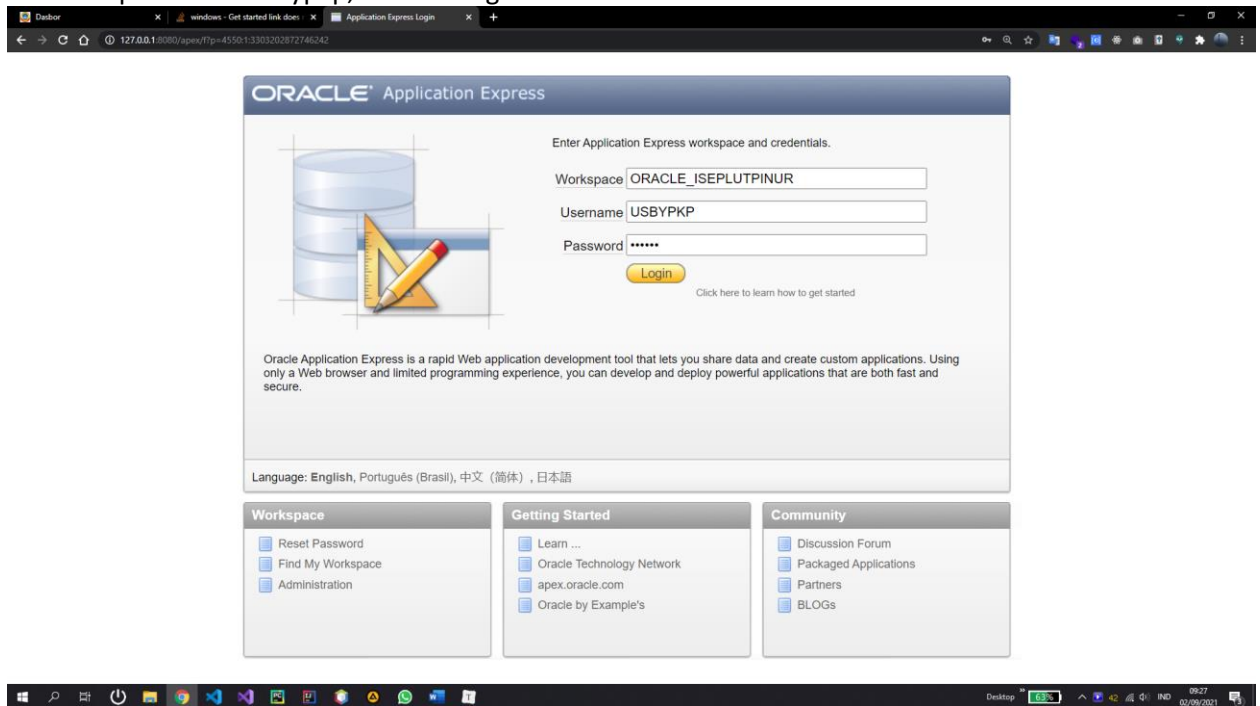 Dasbor
windows - Get started link does
Application Express Login
127.0.0.1:8080/apex/f?p=4550:1:3303202872746242
ORACLE Application Express
Enter Application Express workspace and credentials.
Workspace ORACLE_ISEPLUTPINUR
Username USBYPKP
Password ••••••
Login
Click here to learn how to get started
Oracle Application Express is a rapid Web application development tool that lets you share data and create custom applications. Using
only a Web browser and limited programming experience, you can develop and deploy powerful applications that are both fast and
secure.
Language: English, Português (Brasil), 中文 (简体) , 日本語
Workspace
Reset Password
Find My Workspace
Administration
Getting Started
Learn ...
Oracle Technology Network
apex.oracle.com
Oracle by Example's
Community
Discussion Forum
Packaged Applications
Partners
BLOGs
Desktop
63%
42
IND
09:27
02/09/2021